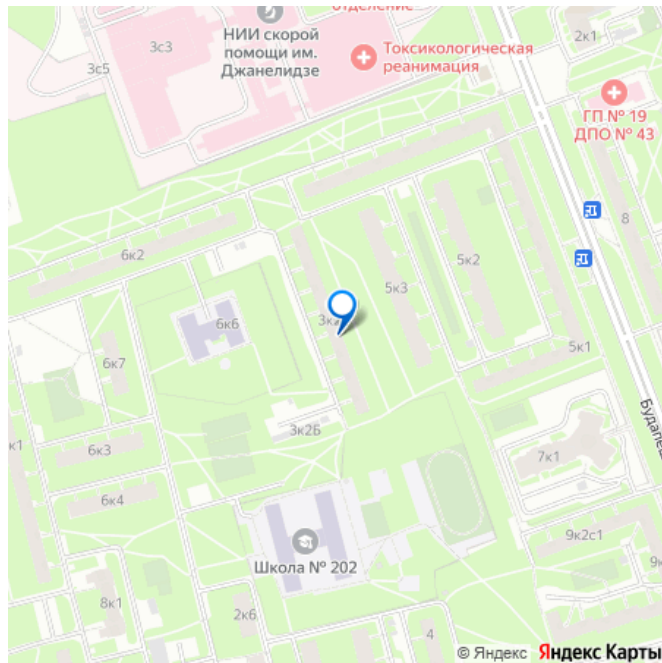 отделение
НИИ скорой
помощи им.
Джанелидзе
3с3
3с5
Токсикологическая
реанимация
2к1
ГП № 19
ДПО № 43
8
6к2
5к3
5к2
5к1
6к6
6к7
3к2Б
6к3
6к4
7к1
Школа № 202
9к2с1
8к1
2к6
4
© Яндекс Яндекс Карты